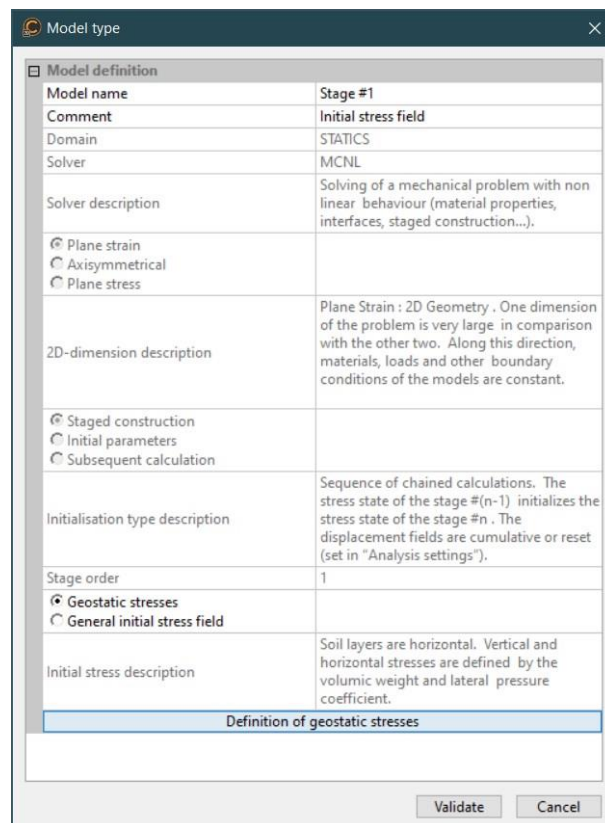 Model type
Model definition
Model name
Stage #1
Comment
Initial stress field
Domain
STATICS
Solver
MCNL
Solver description
Solving of a mechanical problem with non
linear behaviour (material properties,
interfaces, staged construction...).
Plane strain
Axisymmetrical
Plane stress
2D-dimension description
Plane Strain : 2D Geometry . One dimension
of the problem is very large in comparison
with the other two. Along this direction,
materials, loads and other boundary
conditions of the models are constant.
Staged construction
Initial parameters
Subsequent calculation
Initialisation type description
Sequence of chained calculations. The
stress state of the stage #(n-1) initializes the
stress state of the stage #n . The
displacement fields are cumulative or reset
(set in "Analysis settings").
Stage order
1
Geostatic stresses
General initial stress field
Initial stress description
Soil layers are horizontal. Vertical and
horizontal stresses are defined by the
volumic weight and lateral pressure
coefficient.
Definition of geostatic stresses
Validate
Cancel